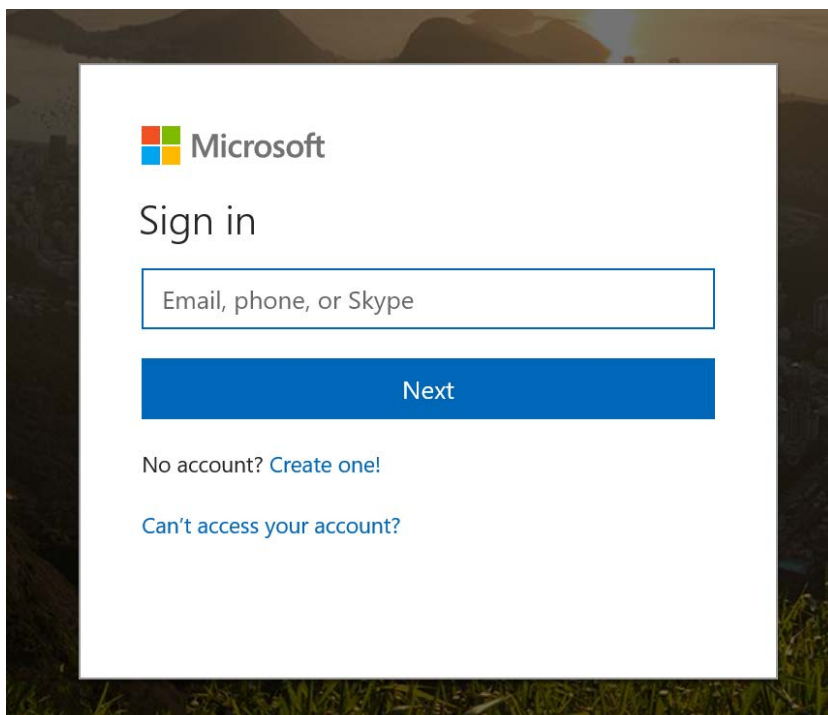 Microsoft
Sign in
Email, phone, or Skype
Next
No account? Create one!
Can't access your account?